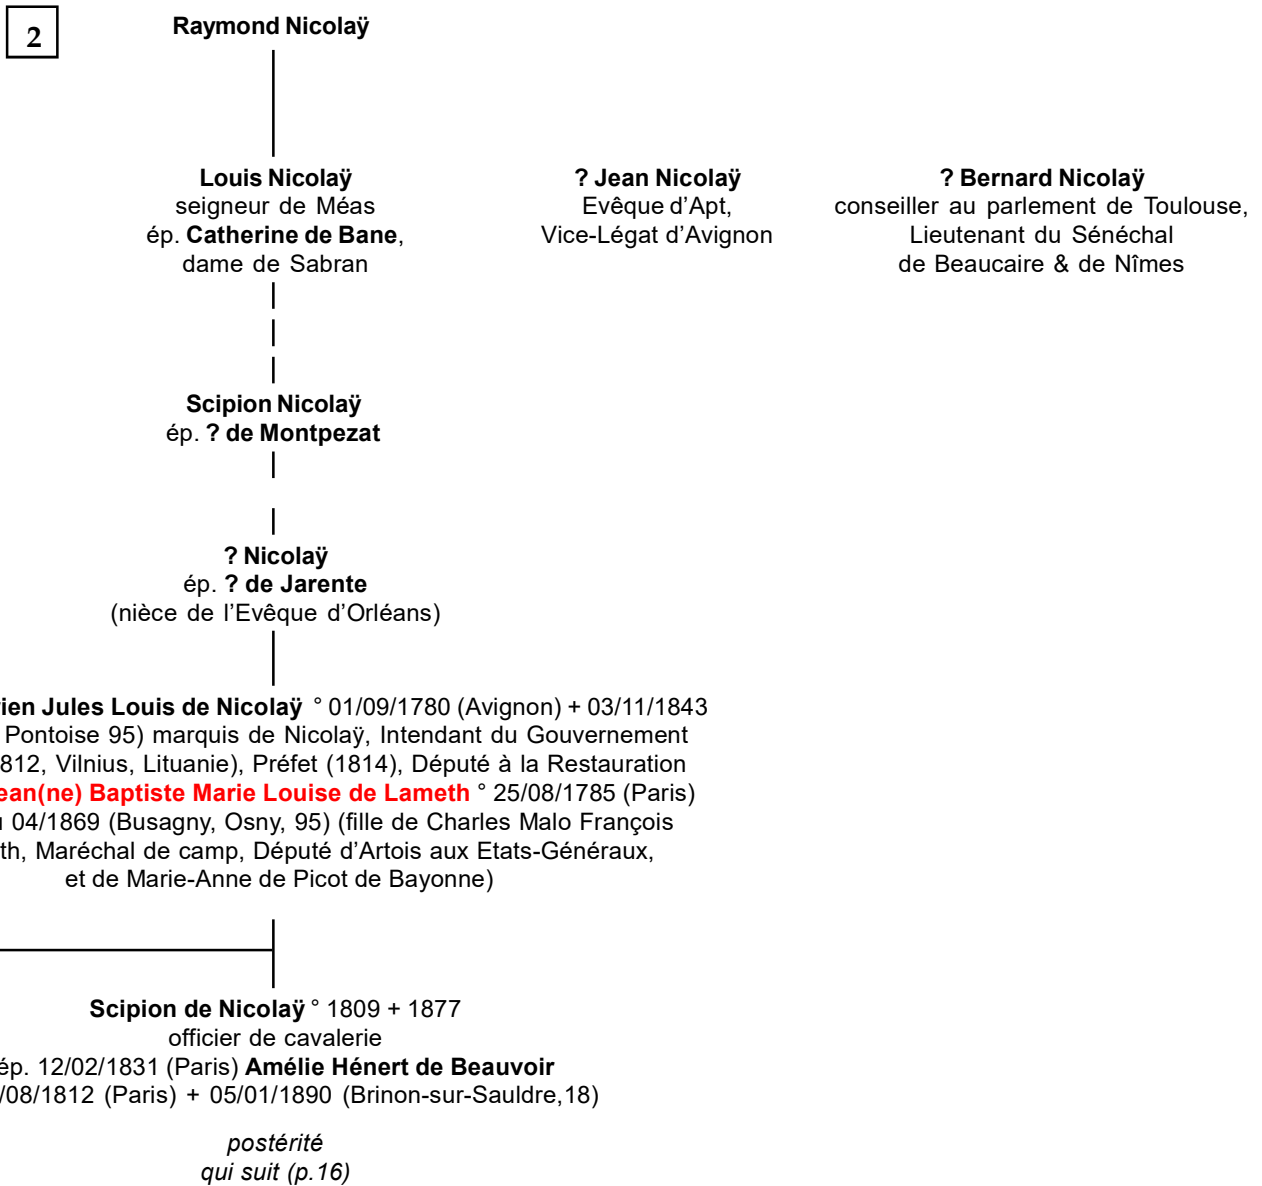 2
Raymond Nicolaÿ
Louis Nicolaÿ
seigneur de Méas
ép. Catherine de Bane,
dame de Sabran
? Jean Nicolaÿ
Evêque d’Apt,
Vice-Légat d’Avignon
? Bernard Nicolaÿ
conseiller au parlement de Toulouse,
Lieutenant du Sénéchal
de Beaucaire & de Nîmes
Scipion Nicolaÿ
ép. ? de Montpezat
? Nicolaÿ
ép. ? de Jarente
(nièce de l’Evêque d’Orléans)
ien Jules Louis de Nicolaÿ ° 01/09/1780 (Avignon) + 03/11/1843
Pontoise 95) marquis de Nicolaÿ, Intendant du Gouvernement
812, Vilnius, Lituanie), Préfet (1814), Député à la Restauration
ean(ne) Baptiste Marie Louise de Lameth ° 25/08/1785 (Paris)
04/1869 (Busagny, Osny, 95) (fille de Charles Malo François
th, Maréchal de camp, Député d’Artois aux Etats-Généraux,
et de Marie-Anne de Picot de Bayonne)
Scipion de Nicolaÿ ° 1809 + 1877
officier de cavalerie
ép. 12/02/1831 (Paris) Amélie Hénert de Beauvoir
/08/1812 (Paris) + 05/01/1890 (Brinon-sur-Sauldre,18)
postérité
qui suit (p.16)